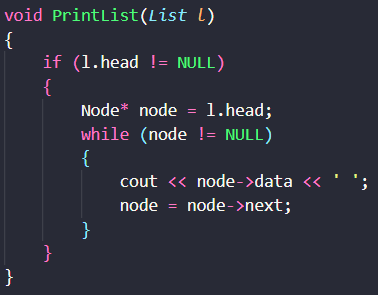 void PrintList(List l)
{
    if (l.head != NULL)
    {
        Node* node = l.head;
        while (node != NULL)
        {
            cout << node->data << ' ';
            node = node->next;
        }
    }
}